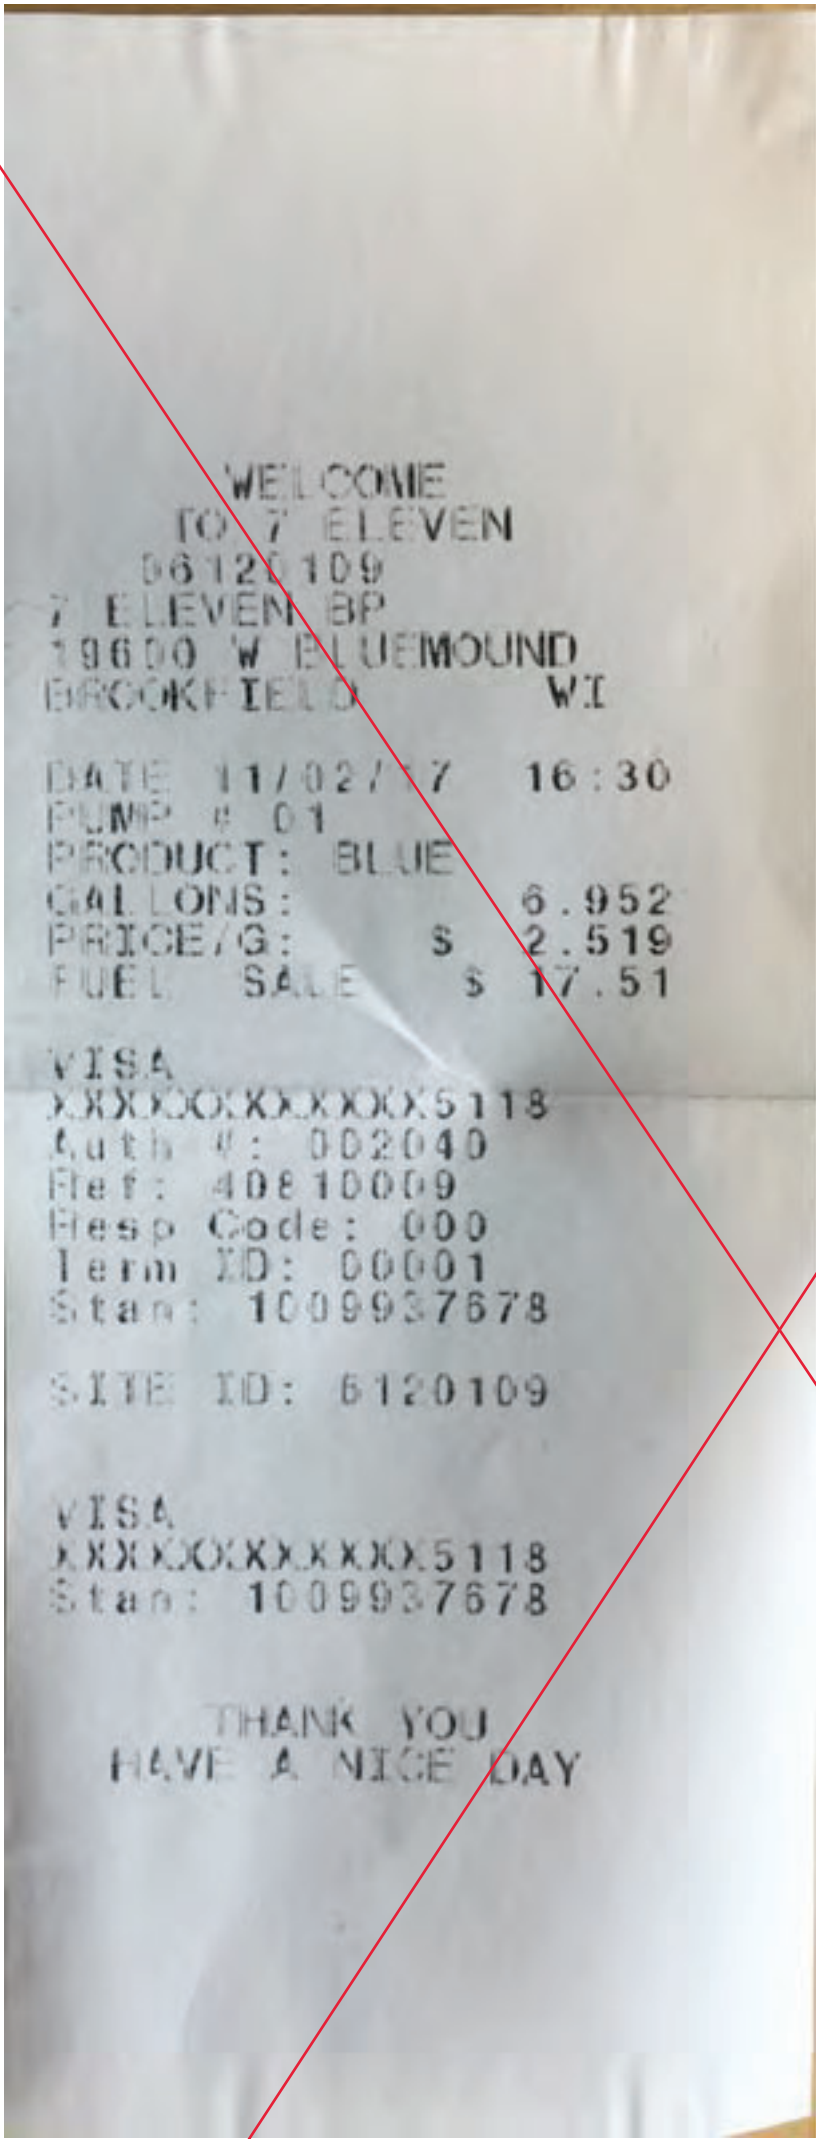 WELCOME
TO 7 ELEVEN
06120109
7 ELEVEN BP
19600 W BLUEMOUND
BROOKFIELD WI
DATE 11/02/17 16:30
PUMP # 01
PRODUCT: BLUE
GALLONS: 6.952
PRICE/G: $ 2.519
FUEL SALE $ 17.51
VISA
XXXXXXXXXXXX5118
Auth #: 002040
Ref: 40810009
Resp Code: 000
Term ID: 00001
Stan: 1009937678
SITE ID: 6120109
VISA
XXXXXXXXXXXX5118
Stan: 1009937678
THANK YOU
HAVE A NICE DAY